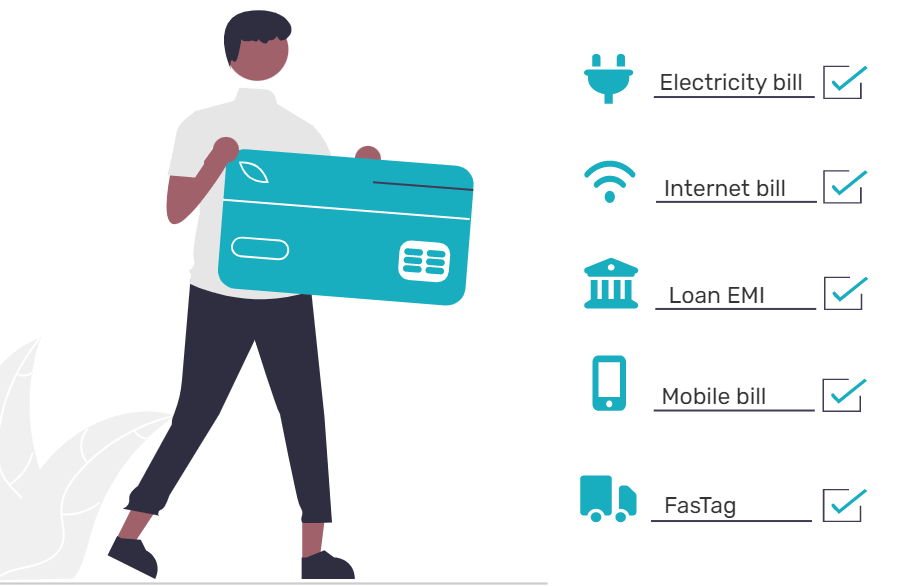 Electricity bill
Internet bill
Loan EMI
Mobile bill
FasTag